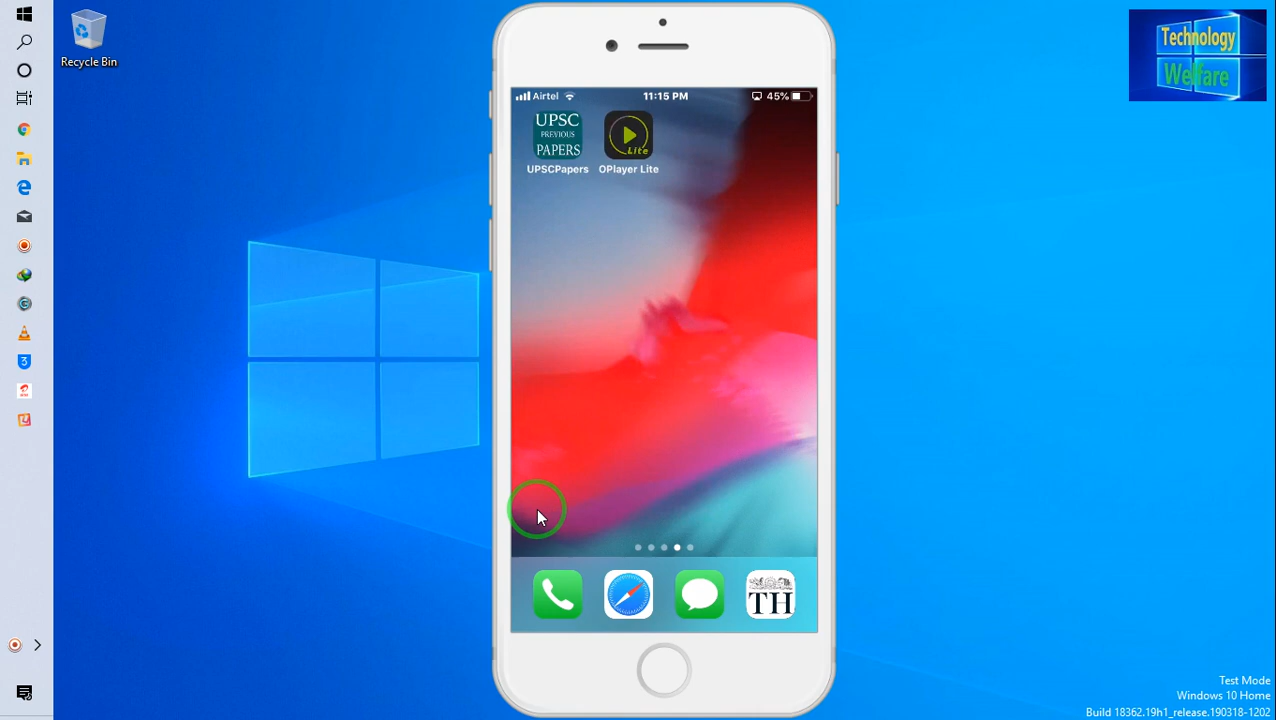 Recycle Bin
Technology
Welfare
Airtel
11:15 PM
45%
UPSC
PREVIOUS
PAPERS
Lite
UPSCPapers
OPlayer Lite
TH
3
Test Mode
Windows 10 Home
Build 18362.19h1_release.190318-1202